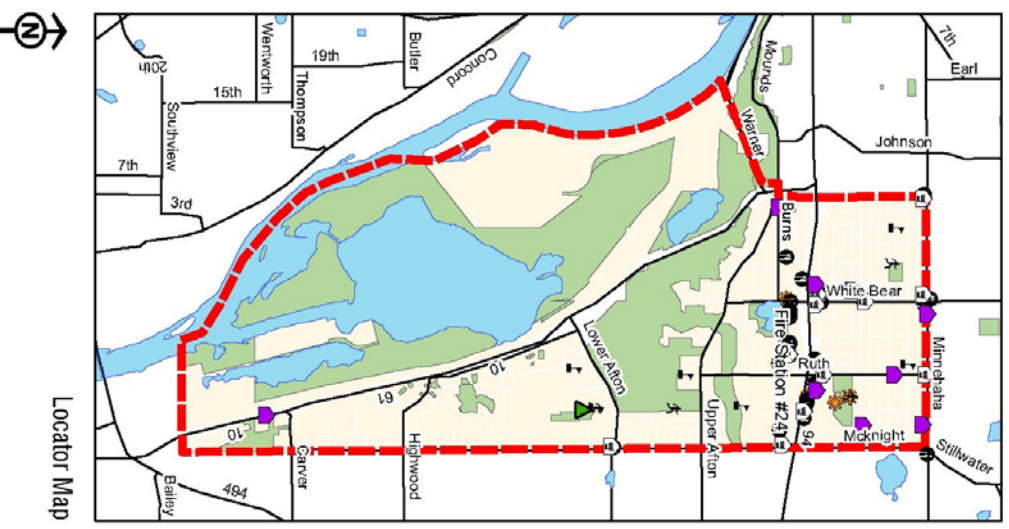 N
20th
Wentworth
19th
Butler
Concord
Thompson
15th
Southview
7th
3rd
Mounds
7th
Earl
Warner
Johnson
Burns
White Bear
Fire Station #24
Ruth
Minnehaha
94
Mcknight
Stillwater
Lower Afton
Upper Afton
10
61
10
Highwood
Carver
Bailey
494
Locator Map